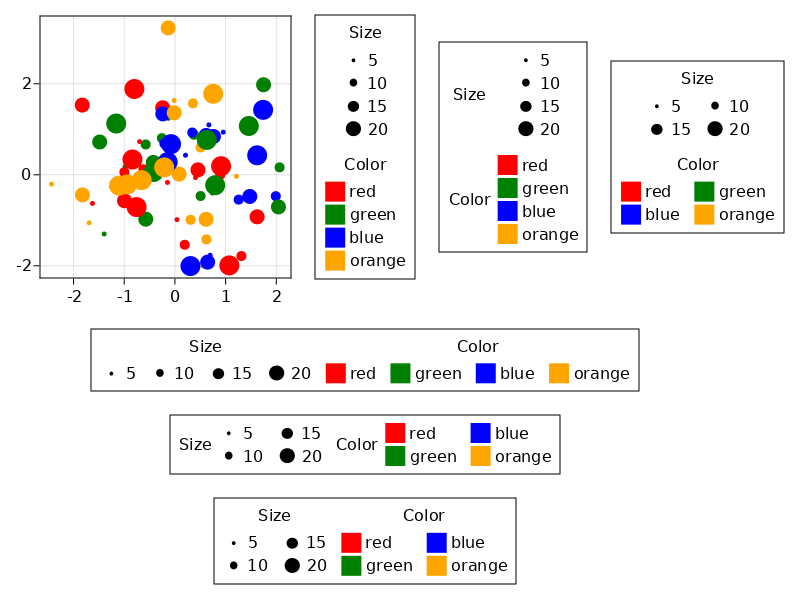 2
0
-2
-2 -1 0 1 2
Size
5
10
15
20
Color
red
green
blue
orange
Size
5
10
15
20
Color
red
green
blue
orange
Size
5 10
15 20
Color
red green
blue orange
Size Color
5 10 15 20 red green blue orange
Size 5 15 Color red blue
10 20 green orange
Size Color
5 15 red blue
10 20 green orange